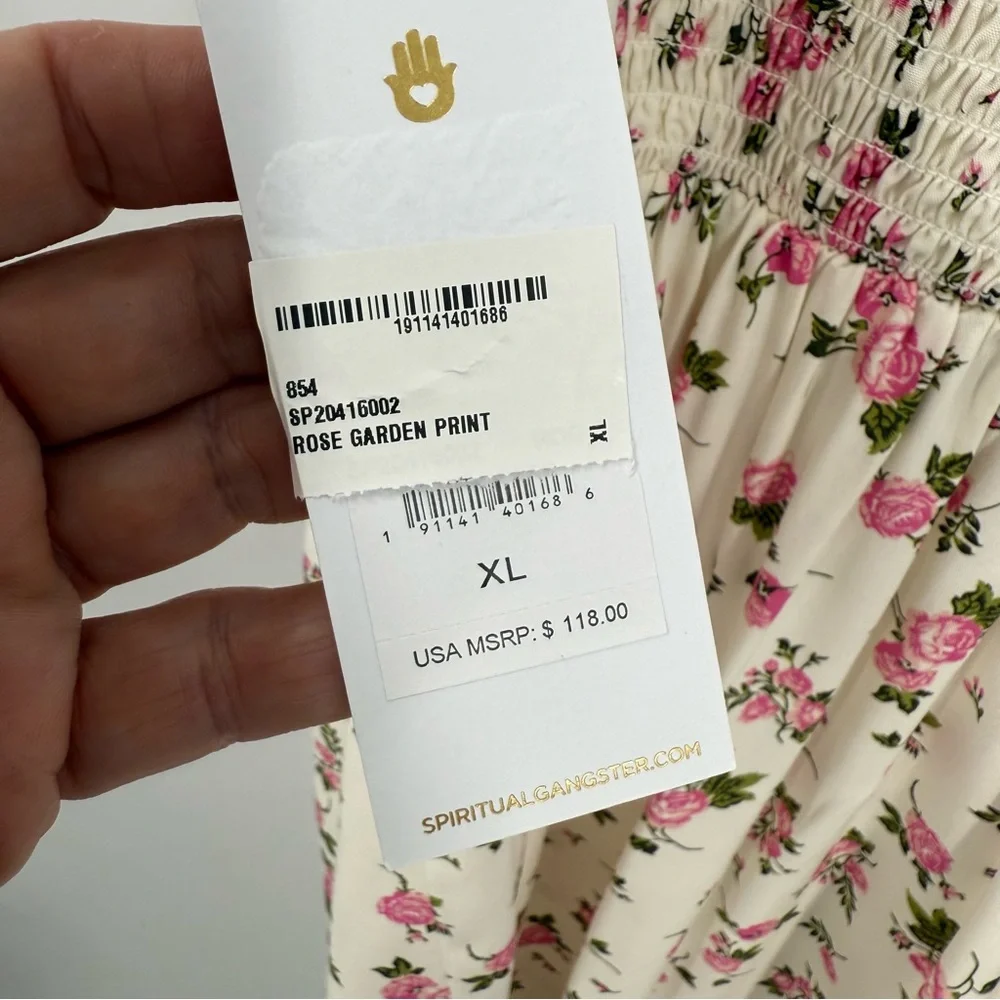 191141401686
854
SP20416002
ROSE GARDEN PRINT
XL
1 91141 40168 6
XL
USA MSRP: $ 118.00
SPIRITUALGANGSTER.COM